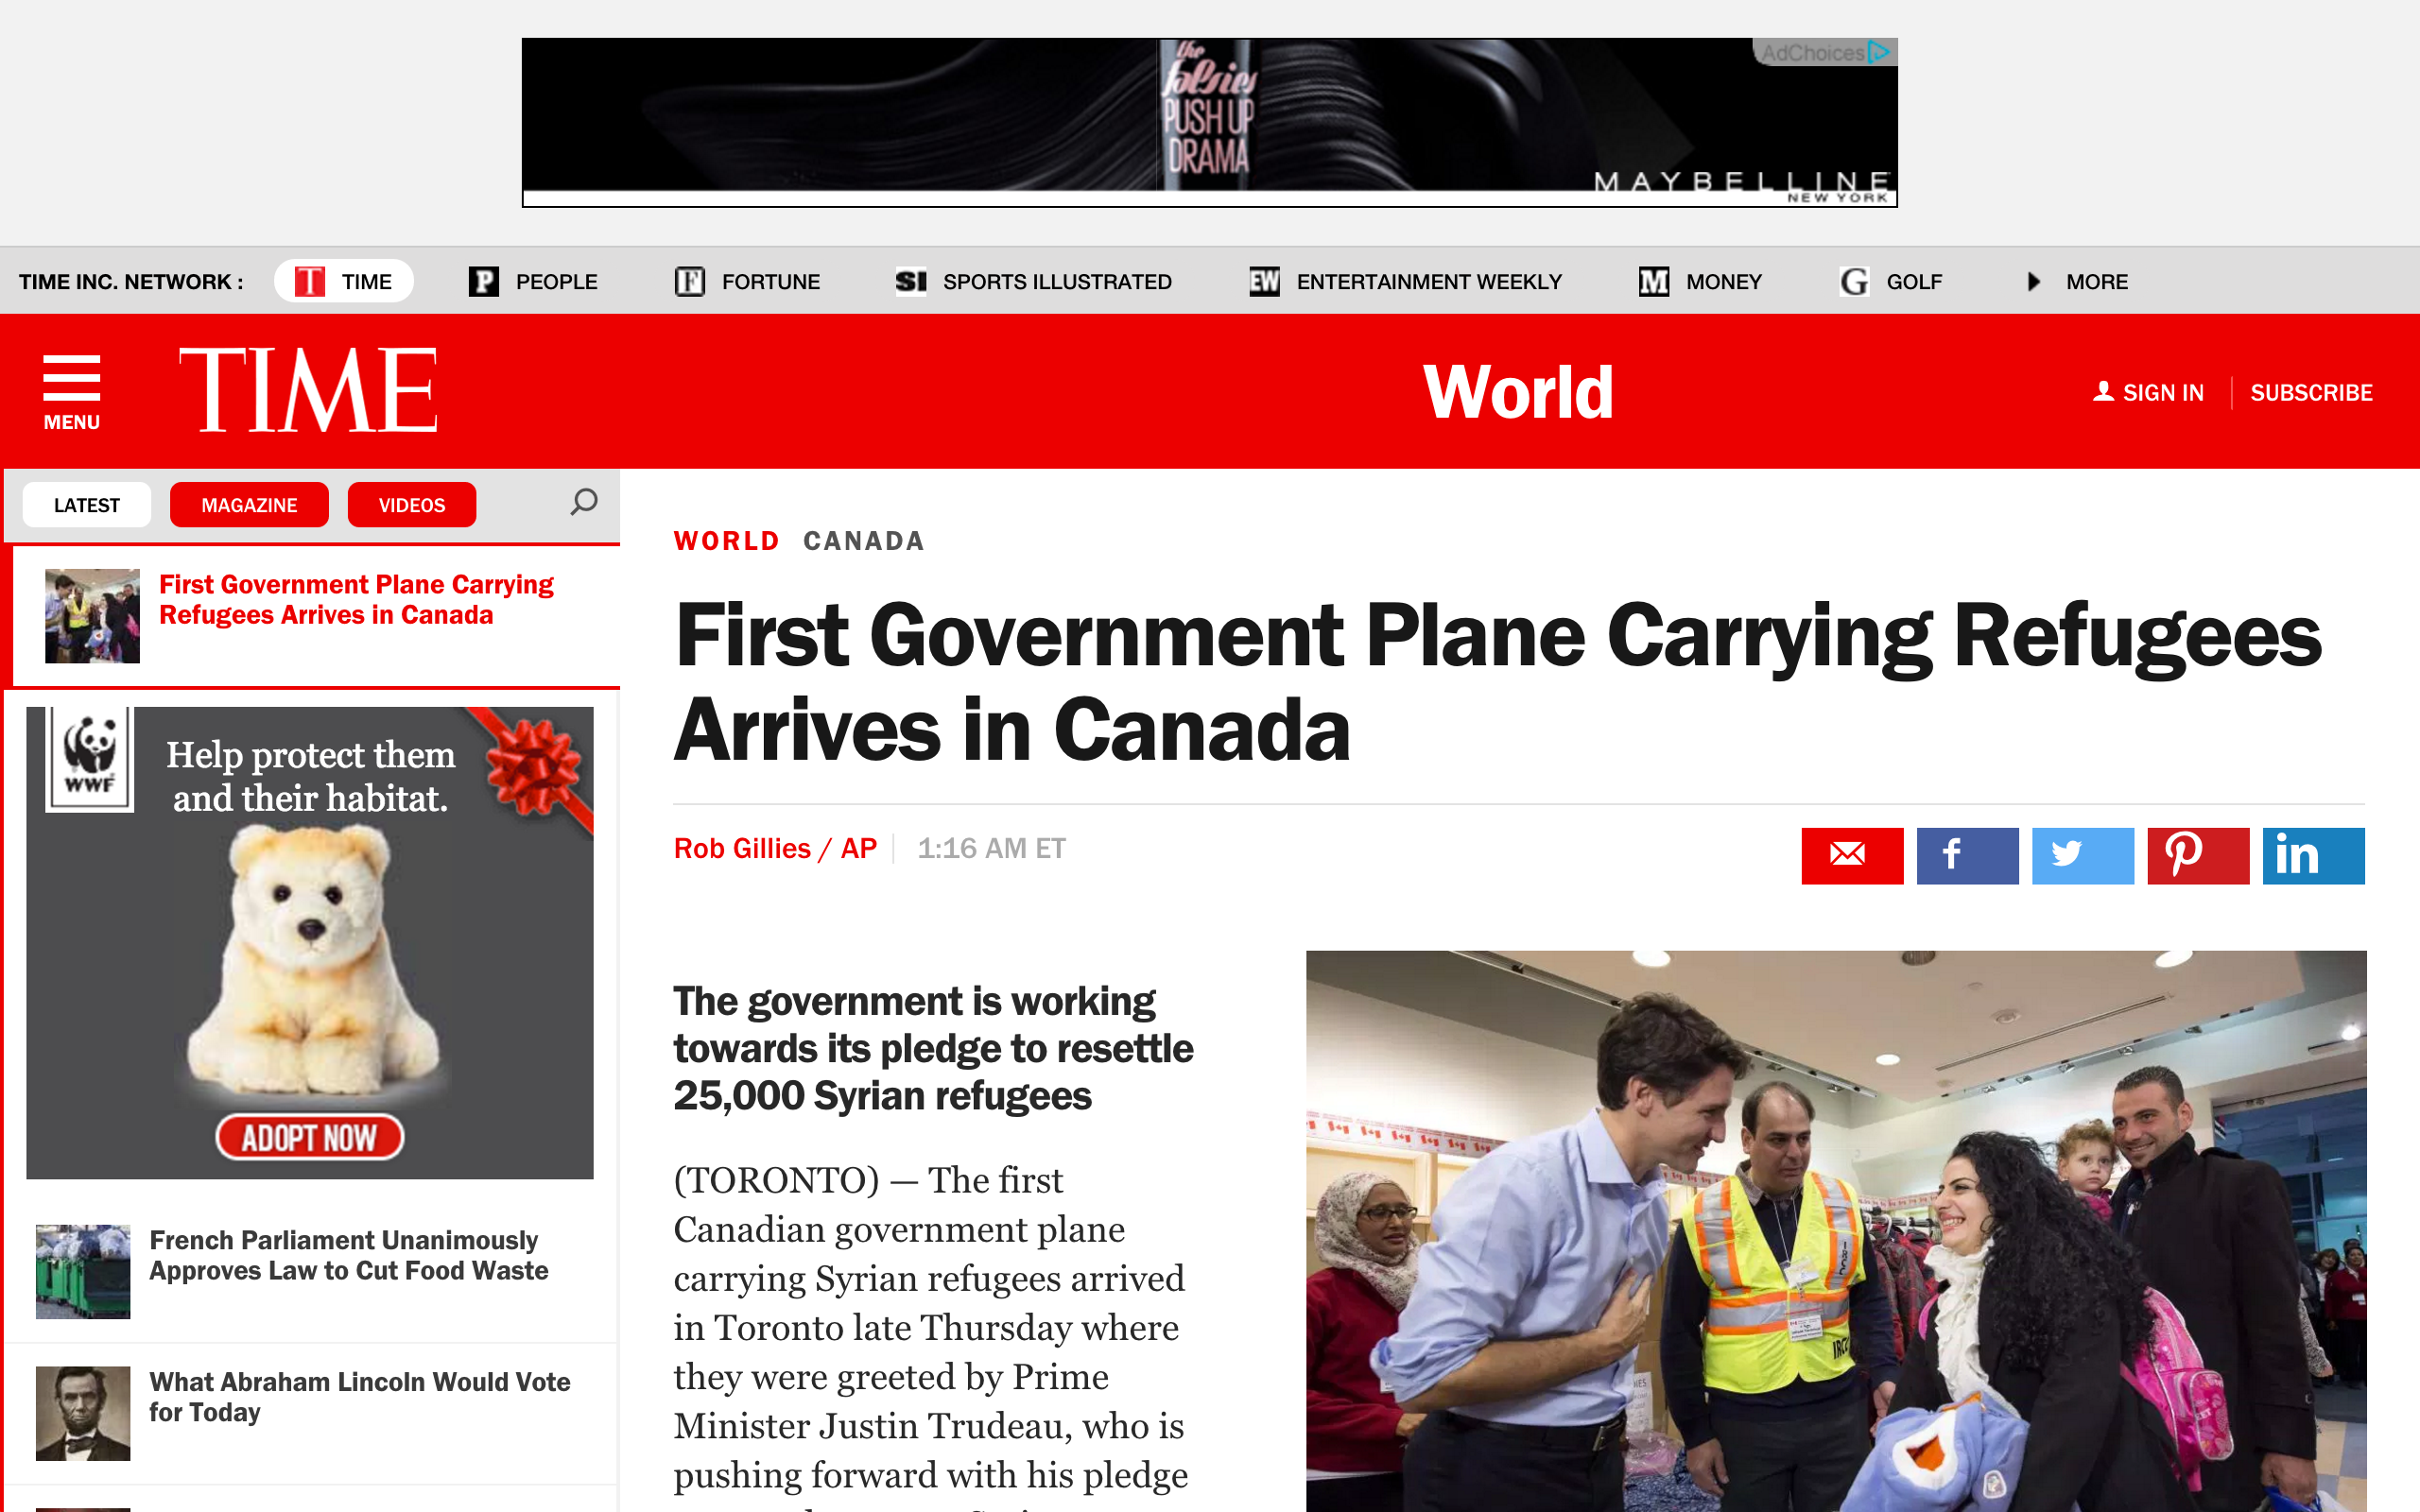 the
falsies
PUSH UP
DRAMA
AdChoices
MAYBELLINE
NEW YORK
TIME INC. NETWORK :
T TIME
P PEOPLE
F FORTUNE
SI SPORTS ILLUSTRATED
EW ENTERTAINMENT WEEKLY
M MONEY
G GOLF
MORE
MENU
TIME
World
SIGN IN
SUBSCRIBE
LATEST
MAGAZINE
VIDEOS
First Government Plane Carrying
Refugees Arrives in Canada
WWF
Help protect them
and their habitat.
ADOPT NOW
French Parliament Unanimously
Approves Law to Cut Food Waste
What Abraham Lincoln Would Vote
for Today
WORLD CANADA
First Government Plane Carrying Refugees
Arrives in Canada
Rob Gillies / AP
1:16 AM ET
f
in
The government is working
towards its pledge to resettle
25,000 Syrian refugees
(TORONTO) — The first
Canadian government plane
carrying Syrian refugees arrived
in Toronto late Thursday where
they were greeted by Prime
Minister Justin Trudeau, who is
pushing forward with his pledge